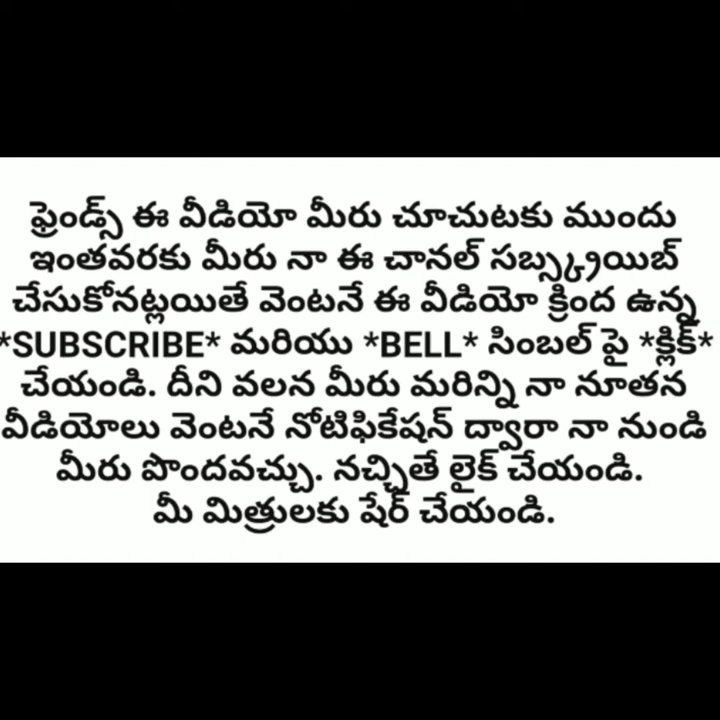 ఫ్రెండ్స్ ఈ వీడియో మీరు చూచుటకు ముందు
ఇంతవరకు మీరు నా ఈ చానల్ సబ్స్క్రయిబ్
చేసుకోనట్లయితే వెంటనే ఈ వీడియో క్రింద ఉన్న
*SUBSCRIBE* మరియు *BELL* సింబల్ పై *క్లిక్*
చేయండి. దీని వలన మీరు మరిన్ని నా నూతన
వీడియోలు వెంటనే నోటిఫికేషన్ ద్వారా నా నుండి
మీరు పొందవచ్చు. నచ్చితే లైక్ చేయండి.
మీ మిత్రులకు షేర్ చేయండి.